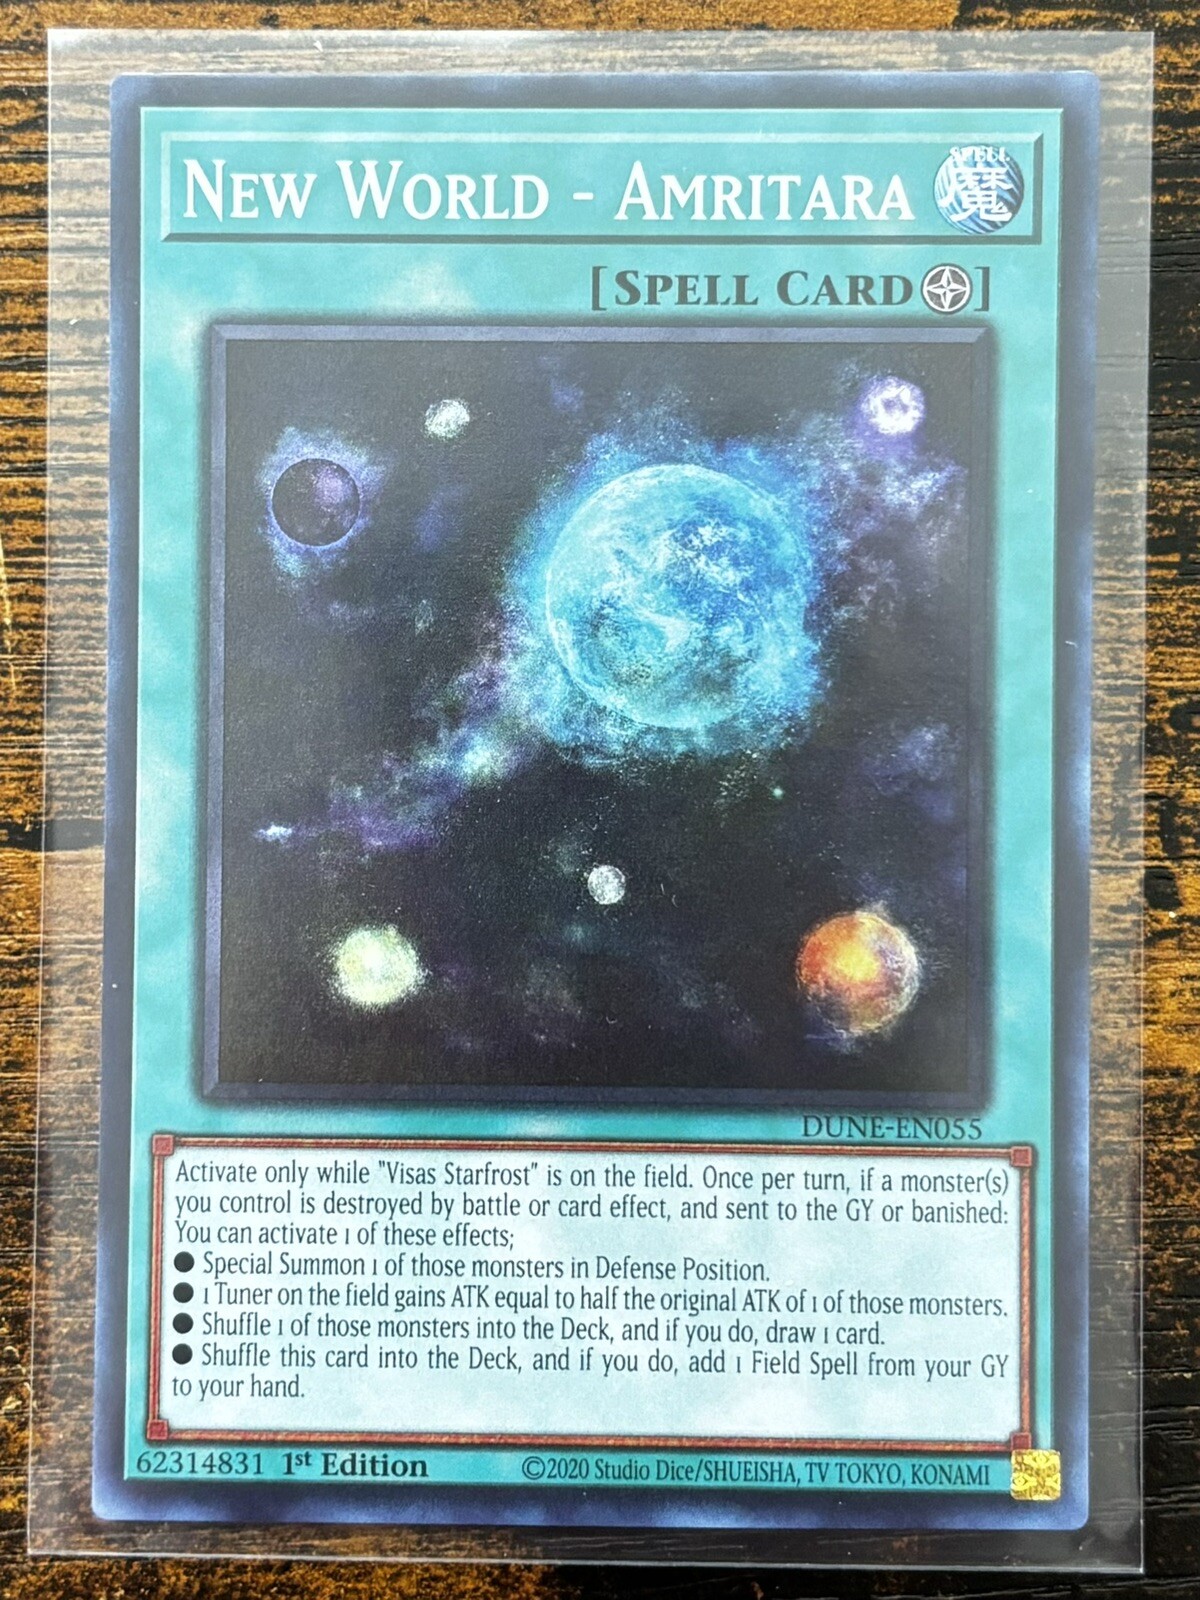 New World - Amritara
SPELL
魔
[Spell Card]
DUNE-EN055
Activate only while "Visas Starfrost" is on the field. Once per turn, if a monster(s)
you control is destroyed by battle or card effect, and sent to the GY or banished:
You can activate 1 of these effects;
● Special Summon 1 of those monsters in Defense Position.
● 1 Tuner on the field gains ATK equal to half the original ATK of 1 of those monsters.
● Shuffle 1 of those monsters into the Deck, and if you do, draw 1 card.
● Shuffle this card into the Deck, and if you do, add 1 Field Spell from your GY
to your hand.
62314831 1st Edition ©2020 Studio Dice/SHUEISHA, TV TOKYO, KONAMI